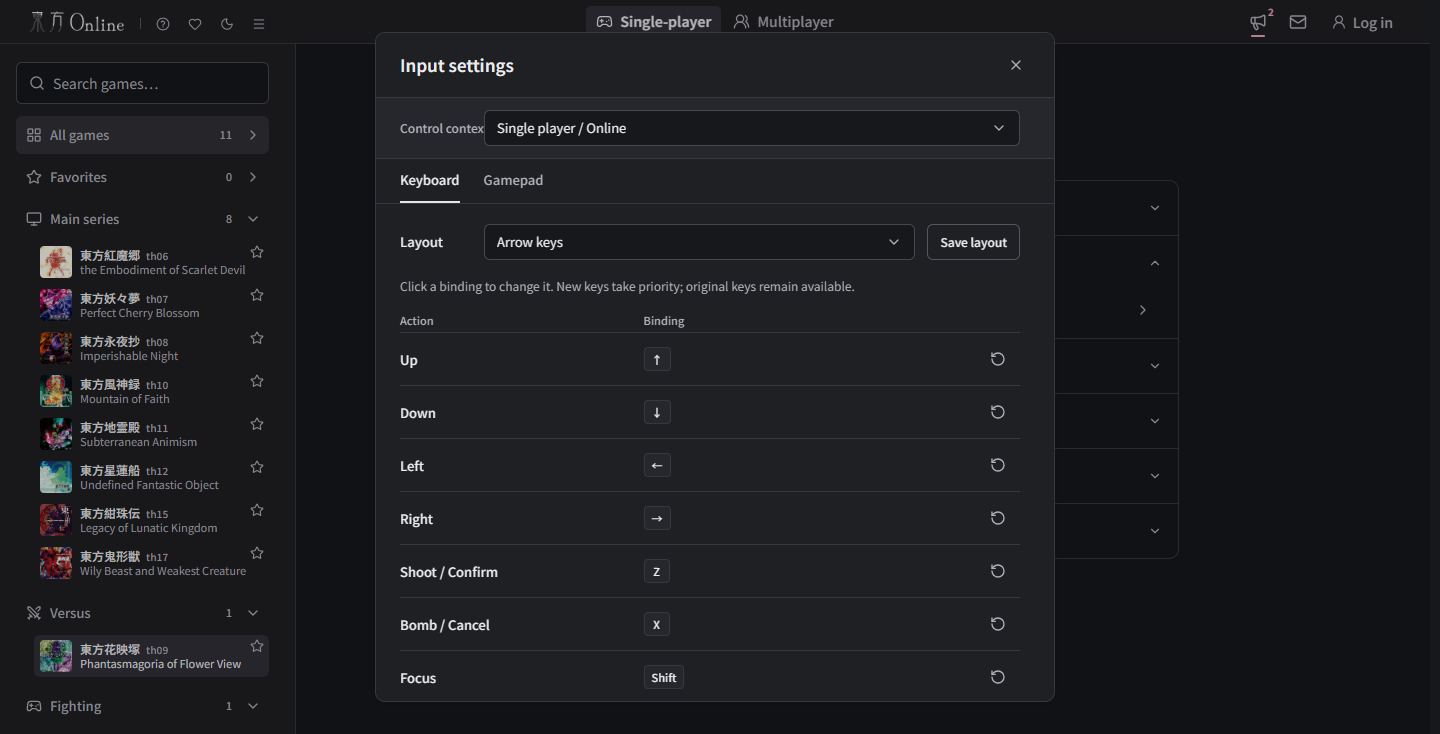 東方Online
Single-player
Multiplayer
2
Log in
Search games…
All games 11
Favorites 0
Main series 8
東方紅魔郷 th06
the Embodiment of Scarlet Devil
東方妖々夢 th07
Perfect Cherry Blossom
東方永夜抄 th08
Imperishable Night
東方風神録 th10
Mountain of Faith
東方地霊殿 th11
Subterranean Animism
東方星蓮船 th12
Undefined Fantastic Object
東方紺珠伝 th15
Legacy of Lunatic Kingdom
東方鬼形獣 th17
Wily Beast and Weakest Creature
Versus 1
東方花映塚 th09
Phantasmagoria of Flower View
Fighting 1
Input settings
Control contex
Single player / Online
Keyboard
Gamepad
Layout
Arrow keys
Save layout
Click a binding to change it. New keys take priority; original keys remain available.
Action Binding
Up ↑
Down ↓
Left ←
Right →
Shoot / Confirm Z
Bomb / Cancel X
Focus Shift